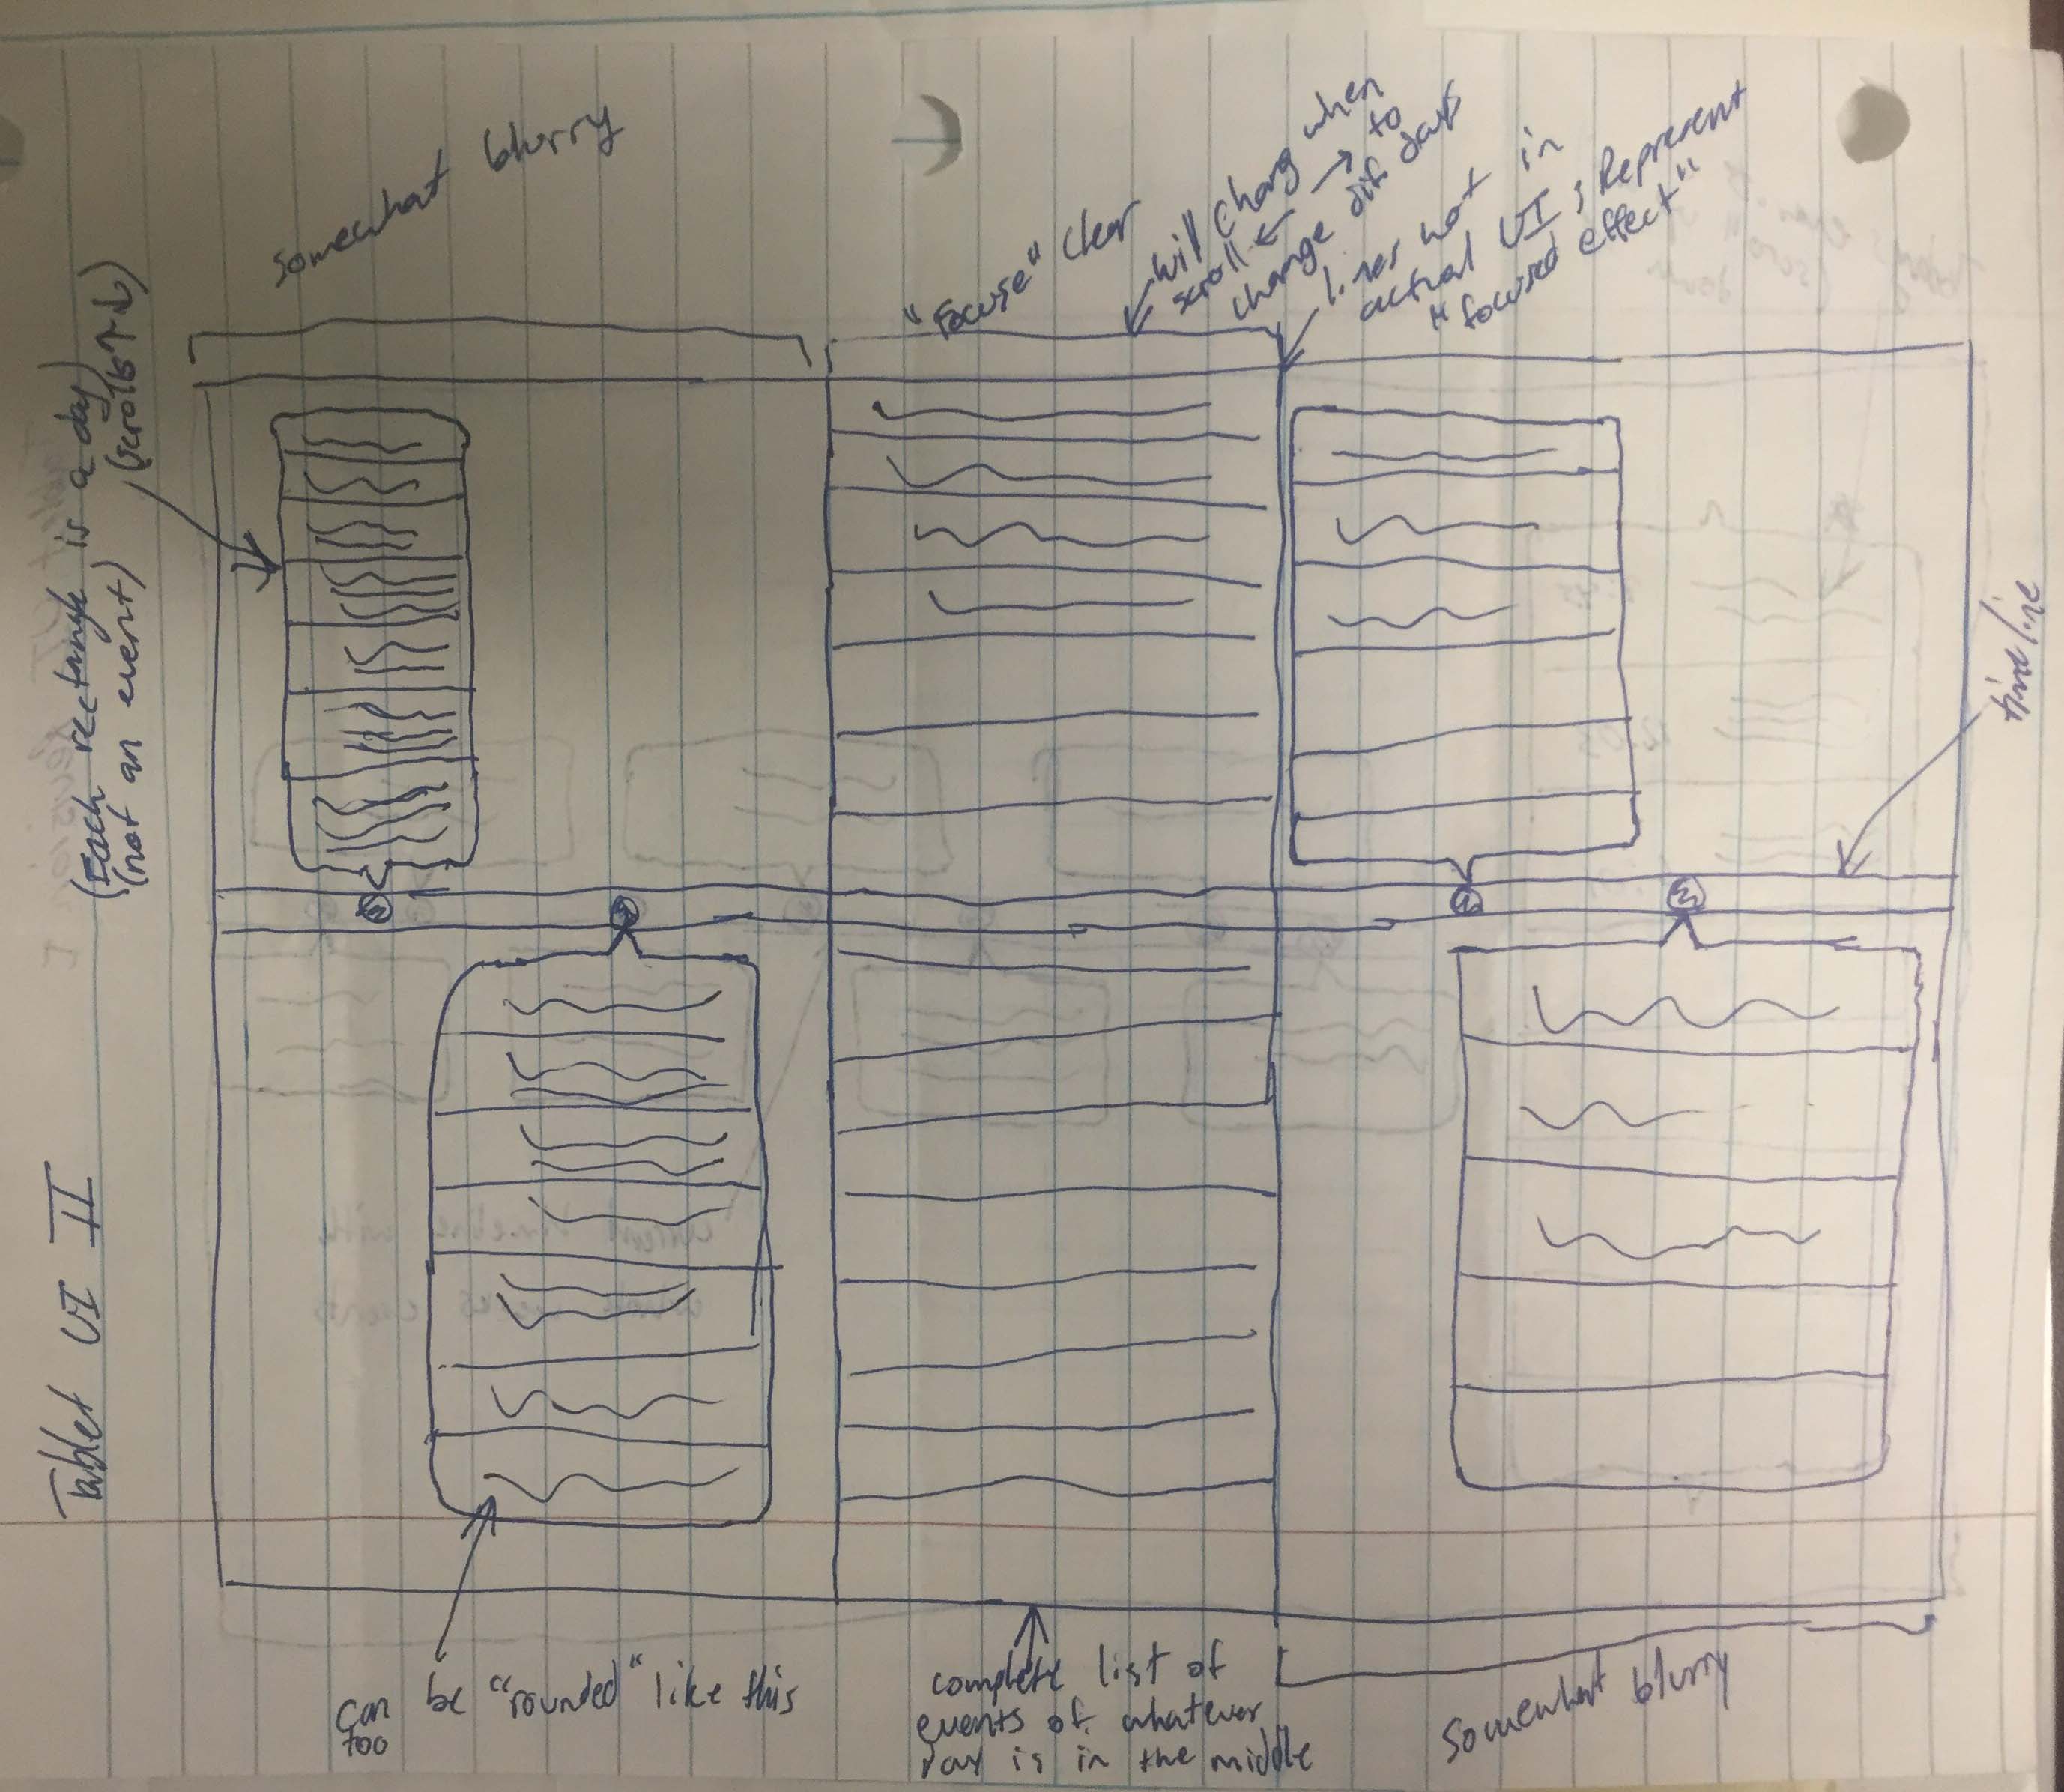 Tablet UI II
(Each rectangle is a day)
(not an event)
(scrolls ↑↓)
somewhat blurry
"Focuse" Clear
will chang when
scroll ← → to
change dif. days
lines not in
actual UI; Represent
"focused effect"
timeline
can be "rounded" like this
too
complete list of
events of whatever
day is in the middle
somewhat blurry